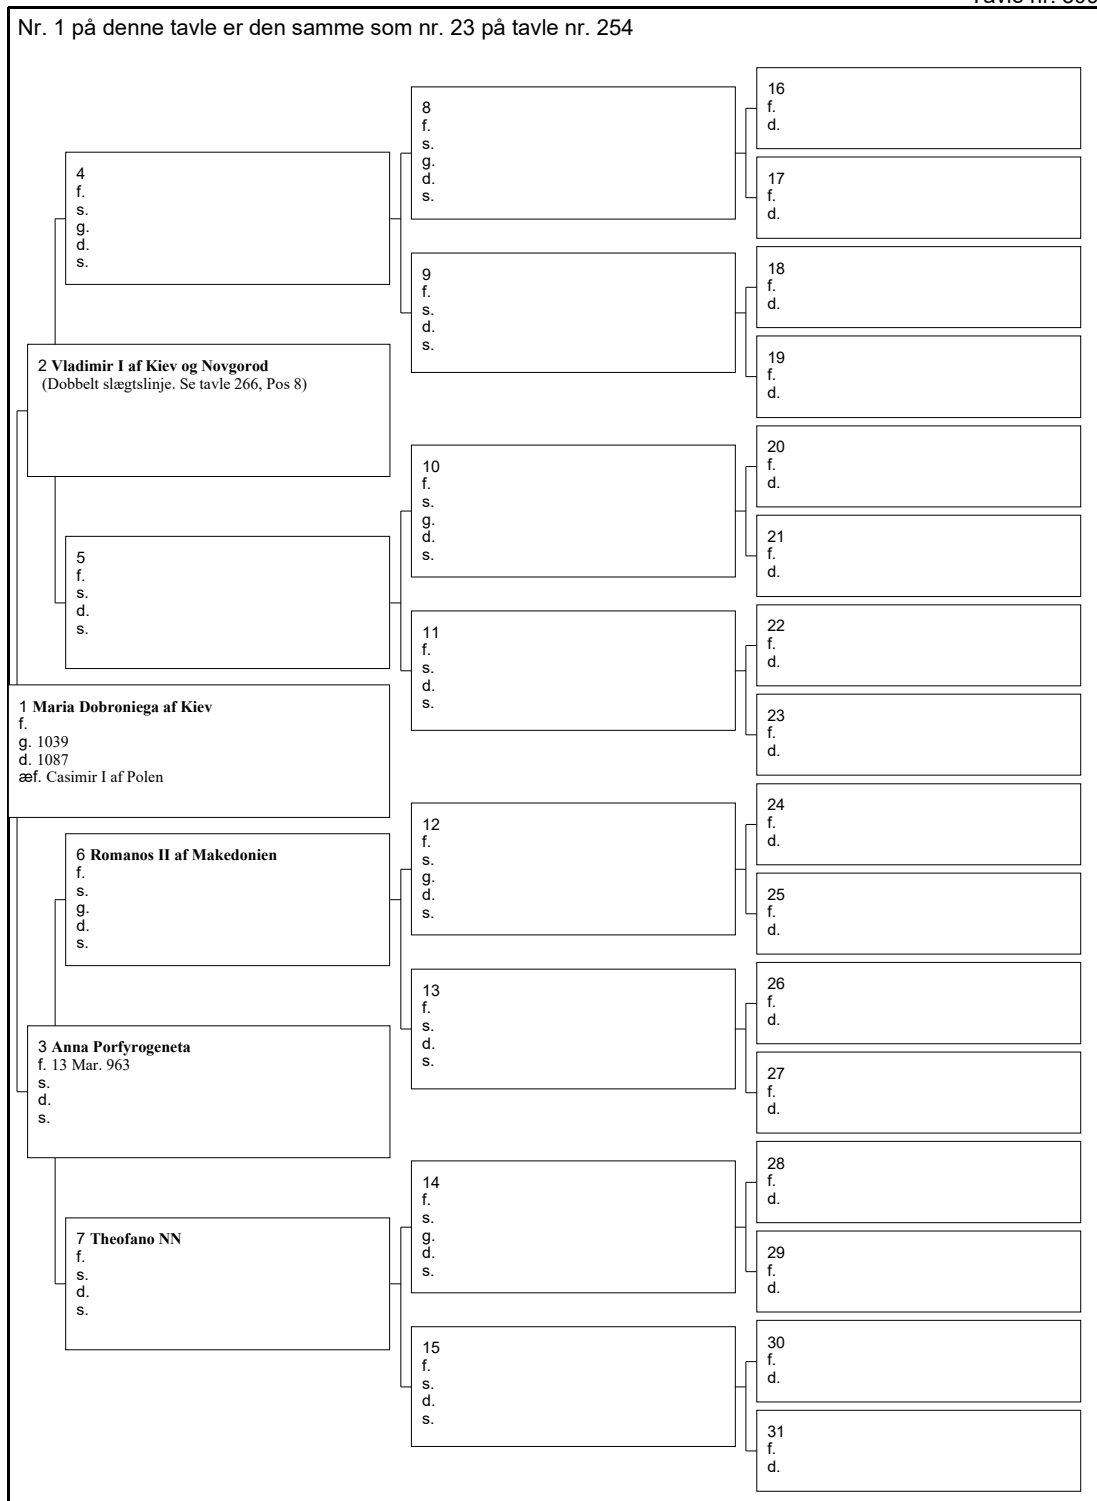 Nr. 1 på denne tavle er den samme som nr. 23 på tavle nr. 254
16
f.
d.
8
f.
s.
g.
d.
s.
17
f.
d.
4
f.
s.
g.
d.
s.
18
f.
d.
9
f.
s.
d.
s.
19
f.
d.
2 Vladimir I af Kiev og Novgorod
(Dobbelt slægtslinje. Se tavle 266, Pos 8)
20
f.
d.
10
f.
s.
g.
d.
s.
21
f.
d.
5
f.
s.
d.
s.
22
f.
d.
11
f.
s.
d.
s.
23
f.
d.
1 Maria Dobroniega af Kiev
f.
g. 1039
d. 1087
æf. Casimir I af Polen
24
f.
d.
12
f.
s.
g.
d.
s.
25
f.
d.
6 Romanos II af Makedonien
f.
s.
g.
d.
s.
26
f.
d.
13
f.
s.
d.
s.
27
f.
d.
3 Anna Porfyrogeneta
f. 13 Mar. 963
s.
d.
s.
28
f.
d.
14
f.
s.
g.
d.
s.
29
f.
d.
7 Theofano NN
f.
s.
d.
s.
30
f.
d.
15
f.
s.
d.
s.
31
f.
d.